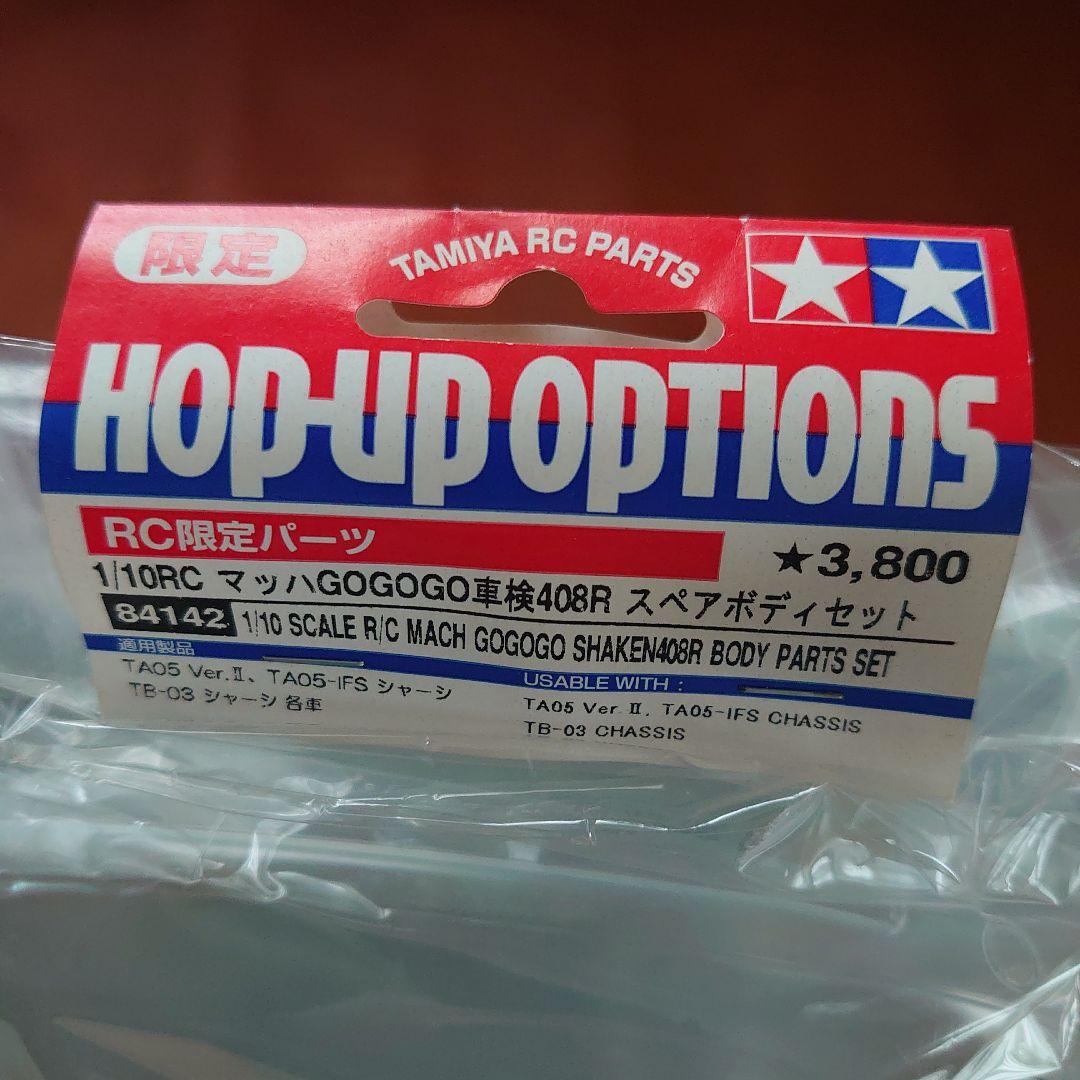 限定
TAMIYA RC PARTS
HOP-UP OPTIONS
RC限定パーツ
★3,800
1/10RC マッハGOGOGO車検408R スペアボディセット
84142 1/10 SCALE R/C MACH GOGOGO SHAKEN408R BODY PARTS SET
適用製品
TA05 Ver.Ⅱ、TA05-IFS シャーシ
TB-03 シャーシ 各車
USABLE WITH :
TA05 Ver.Ⅱ, TA05-IFS CHASSIS
TB-03 CHASSIS